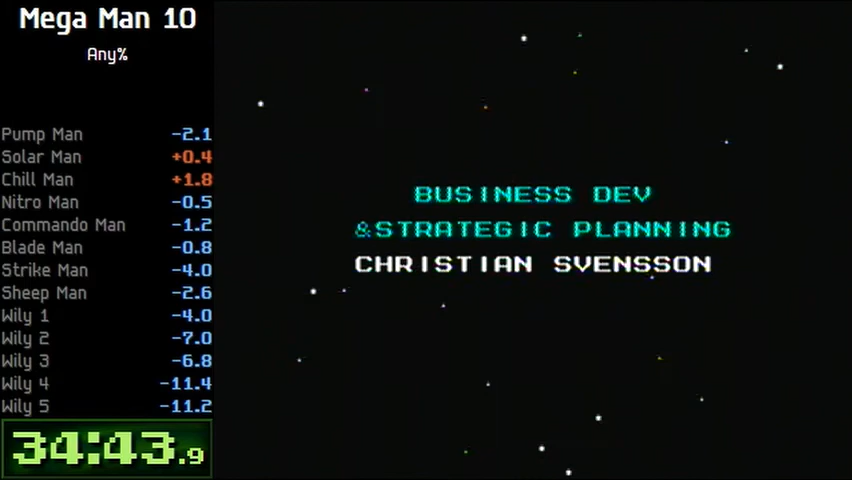 Mega Man 10
Any%
Pump Man -2.1
Solar Man +0.4
Chill Man +1.8
Nitro Man -0.5
Commando Man -1.2
Blade Man -0.8
Strike Man -4.0
Sheep Man -2.6
Wily 1 -4.0
Wily 2 -7.0
Wily 3 -6.8
Wily 4 -11.4
Wily 5 -11.2
34:43.9
BUSINESS DEV
&STRATEGIC PLANNING
CHRISTIAN SVENSSON